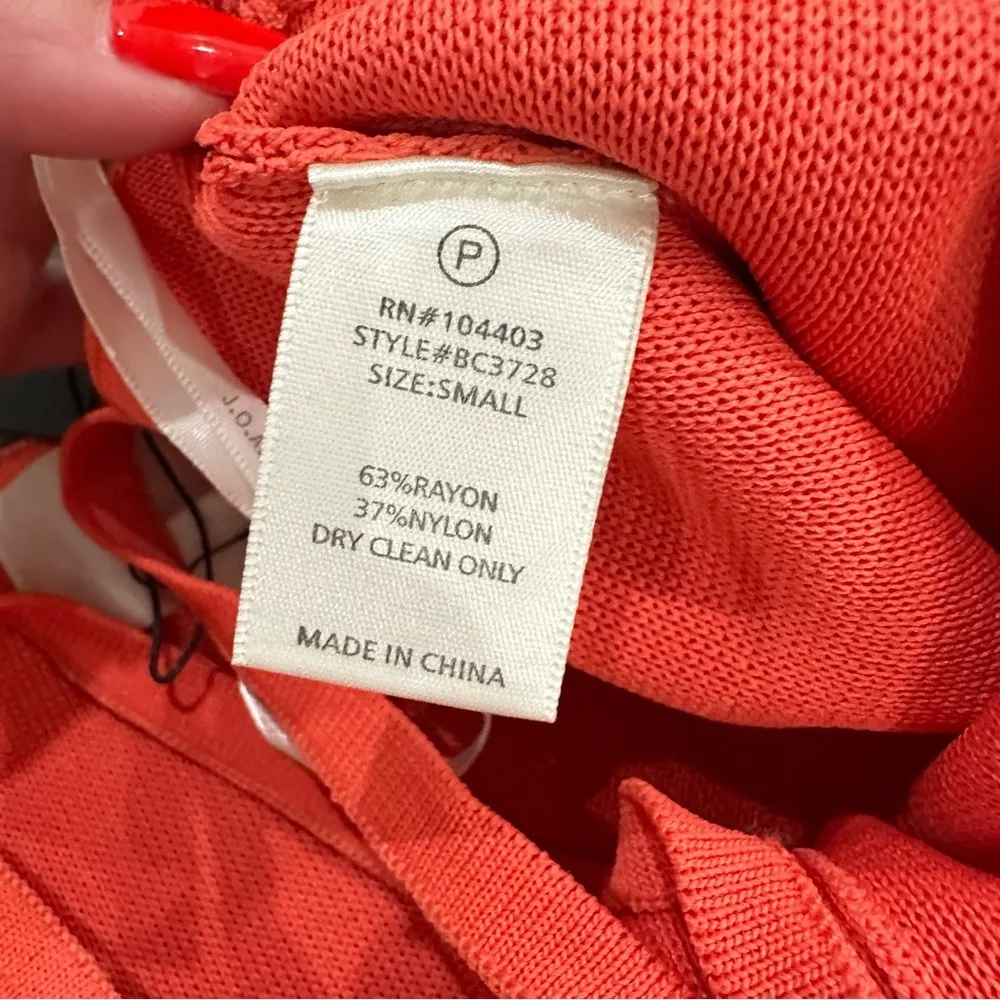 P
RN#104403
STYLE#BC3728
SIZE:SMALL
63%RAYON
37%NYLON
DRY CLEAN ONLY
MADE IN CHINA
J.O.A